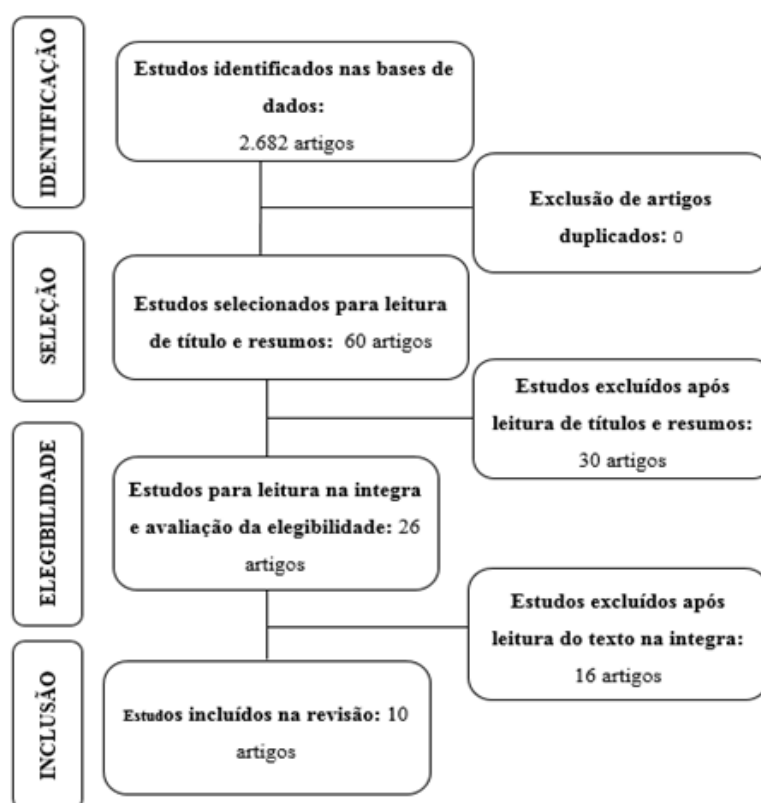 IDENTIFICAÇÃO
Estudos identificados nas bases de
dados:
2.682 artigos
Exclusão de artigos
duplicados: 0
SELEÇÃO
Estudos selecionados para leitura
de título e resumos: 60 artigos
Estudos excluídos após
leitura de títulos e resumos:
30 artigos
ELEGIBILIDADE
Estudos para leitura na integra
e avaliação da elegibilidade: 26
artigos
Estudos excluídos após
leitura do texto na integra:
16 artigos
INCLUSÃO
Estudos incluídos na revisão: 10
artigos